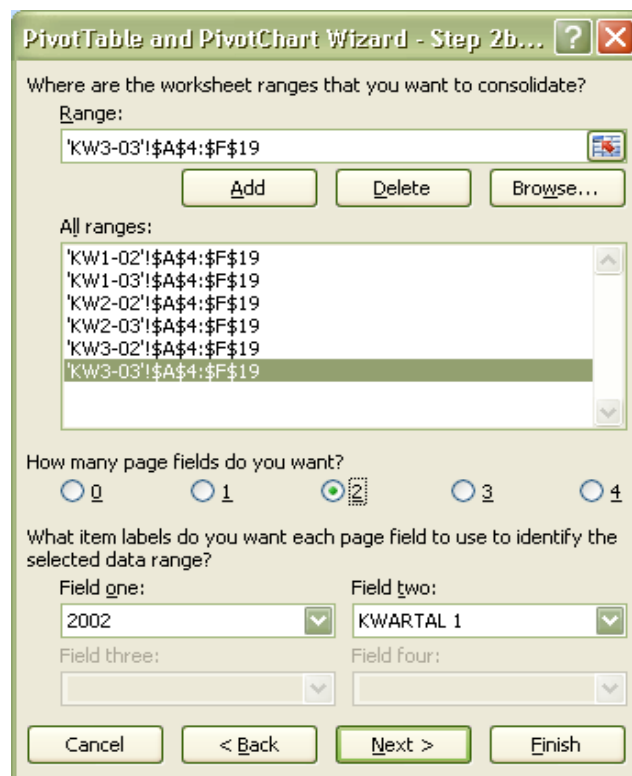 PivotTable and PivotChart Wizard - Step 2b...
Where are the worksheet ranges that you want to consolidate?
Range:
'KW3-03'!$A$4:$F$19
Add Delete Browse...
All ranges:
'KW1-02'!$A$4:$F$19
'KW1-03'!$A$4:$F$19
'KW2-02'!$A$4:$F$19
'KW2-03'!$A$4:$F$19
'KW3-02'!$A$4:$F$19
'KW3-03'!$A$4:$F$19
How many page fields do you want?
0 1 2 3 4
What item labels do you want each page field to use to identify the
selected data range?
Field one: Field two:
2002 KWARTAL 1
Field three: Field four:
Cancel < Back Next > Finish